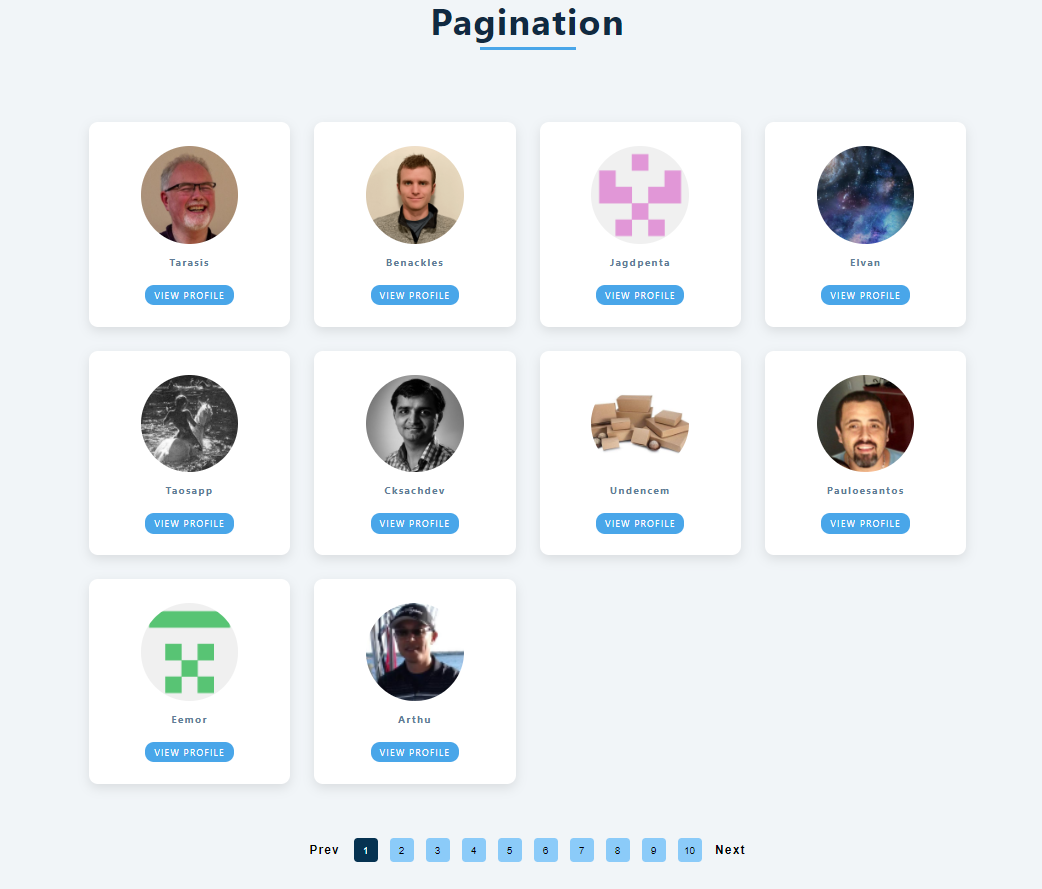 Pagination
Tarasis
VIEW PROFILE
Benackles
VIEW PROFILE
Jagdpenta
VIEW PROFILE
Elvan
VIEW PROFILE
Taosapp
VIEW PROFILE
Cksachdev
VIEW PROFILE
Undencem
VIEW PROFILE
Pauloesantos
VIEW PROFILE
Eemor
VIEW PROFILE
Arthu
VIEW PROFILE
Prev 1 2 3 4 5 6 7 8 9 10 Next